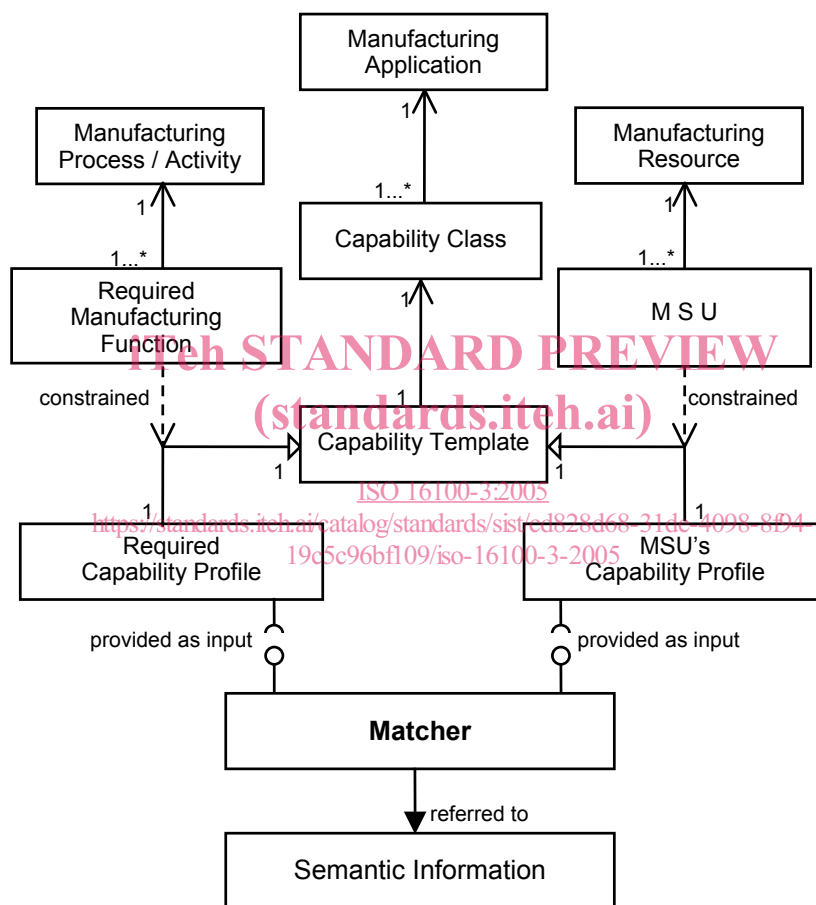 Manufacturing
Application
1
Manufacturing
Process / Activity
Manufacturing
Resource
1
1
1...*
Capability Class
1...*
1...*
1
Required
Manufacturing
Function
M S U
iTeh STANDARD PREVIEW
(standards.iteh.ai)
constrained
constrained
1
Capability Template
1
1
ISO 16100-3:2005
https://standards.iteh.ai/catalog/standards/sist/ed828d68-31de-4098-8f94-
19c5c96bf109/iso-16100-3-2005
1
1
Required
Capability Profile
MSU's
Capability Profile
provided as input
provided as input
Matcher
referred to
Semantic Information